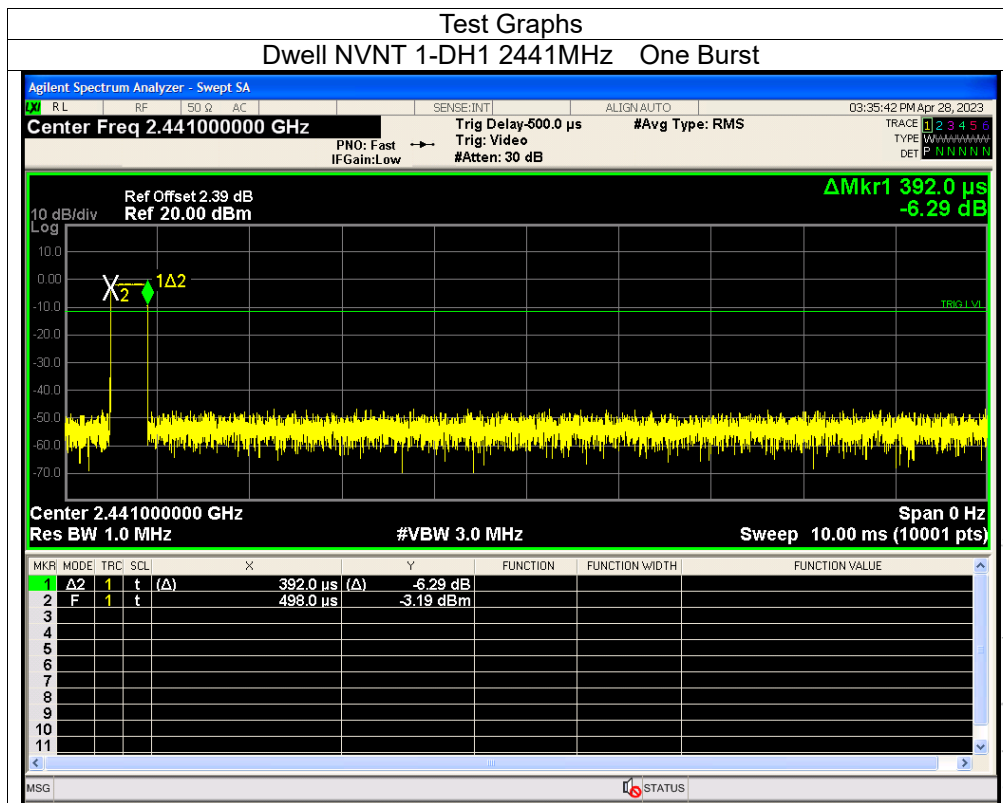 Test Graphs
Dwell NVNT 1-DH1 2441MHz One Burst
Agilent Spectrum Analyzer - Swept SA
LXI RL RF 50 Ω AC SENSE:INT ALIGN AUTO 03:35:42 PM Apr 28, 2023
Center Freq 2.441000000 GHz Trig Delay-500.0 µs #Avg Type: RMS TRACE 1 2 3 4 5 6
PNO: Fast Trig: Video TYPE WWWWWW
IFGain:Low #Atten: 30 dB DET P N N N N N
ΔMkr1 392.0 µs
Ref Offset 2.39 dB
10 dB/div Ref 20.00 dBm -6.29 dB
Log
10.0
0.00
X2 1Δ2
-10.0
TRIG LVL
-20.0
-30.0
-40.0
-50.0
-60.0
-70.0
Center 2.441000000 GHz Span 0 Hz
Res BW 1.0 MHz #VBW 3.0 MHz Sweep 10.00 ms (10001 pts)
MKR MODE TRC SCL X Y FUNCTION FUNCTION WIDTH FUNCTION VALUE
1 Δ2 1 t (Δ) 392.0 µs (Δ) -6.29 dB
2 F 1 t 498.0 µs -3.19 dBm
3
4
5
6
7
8
9
10
11
MSG STATUS